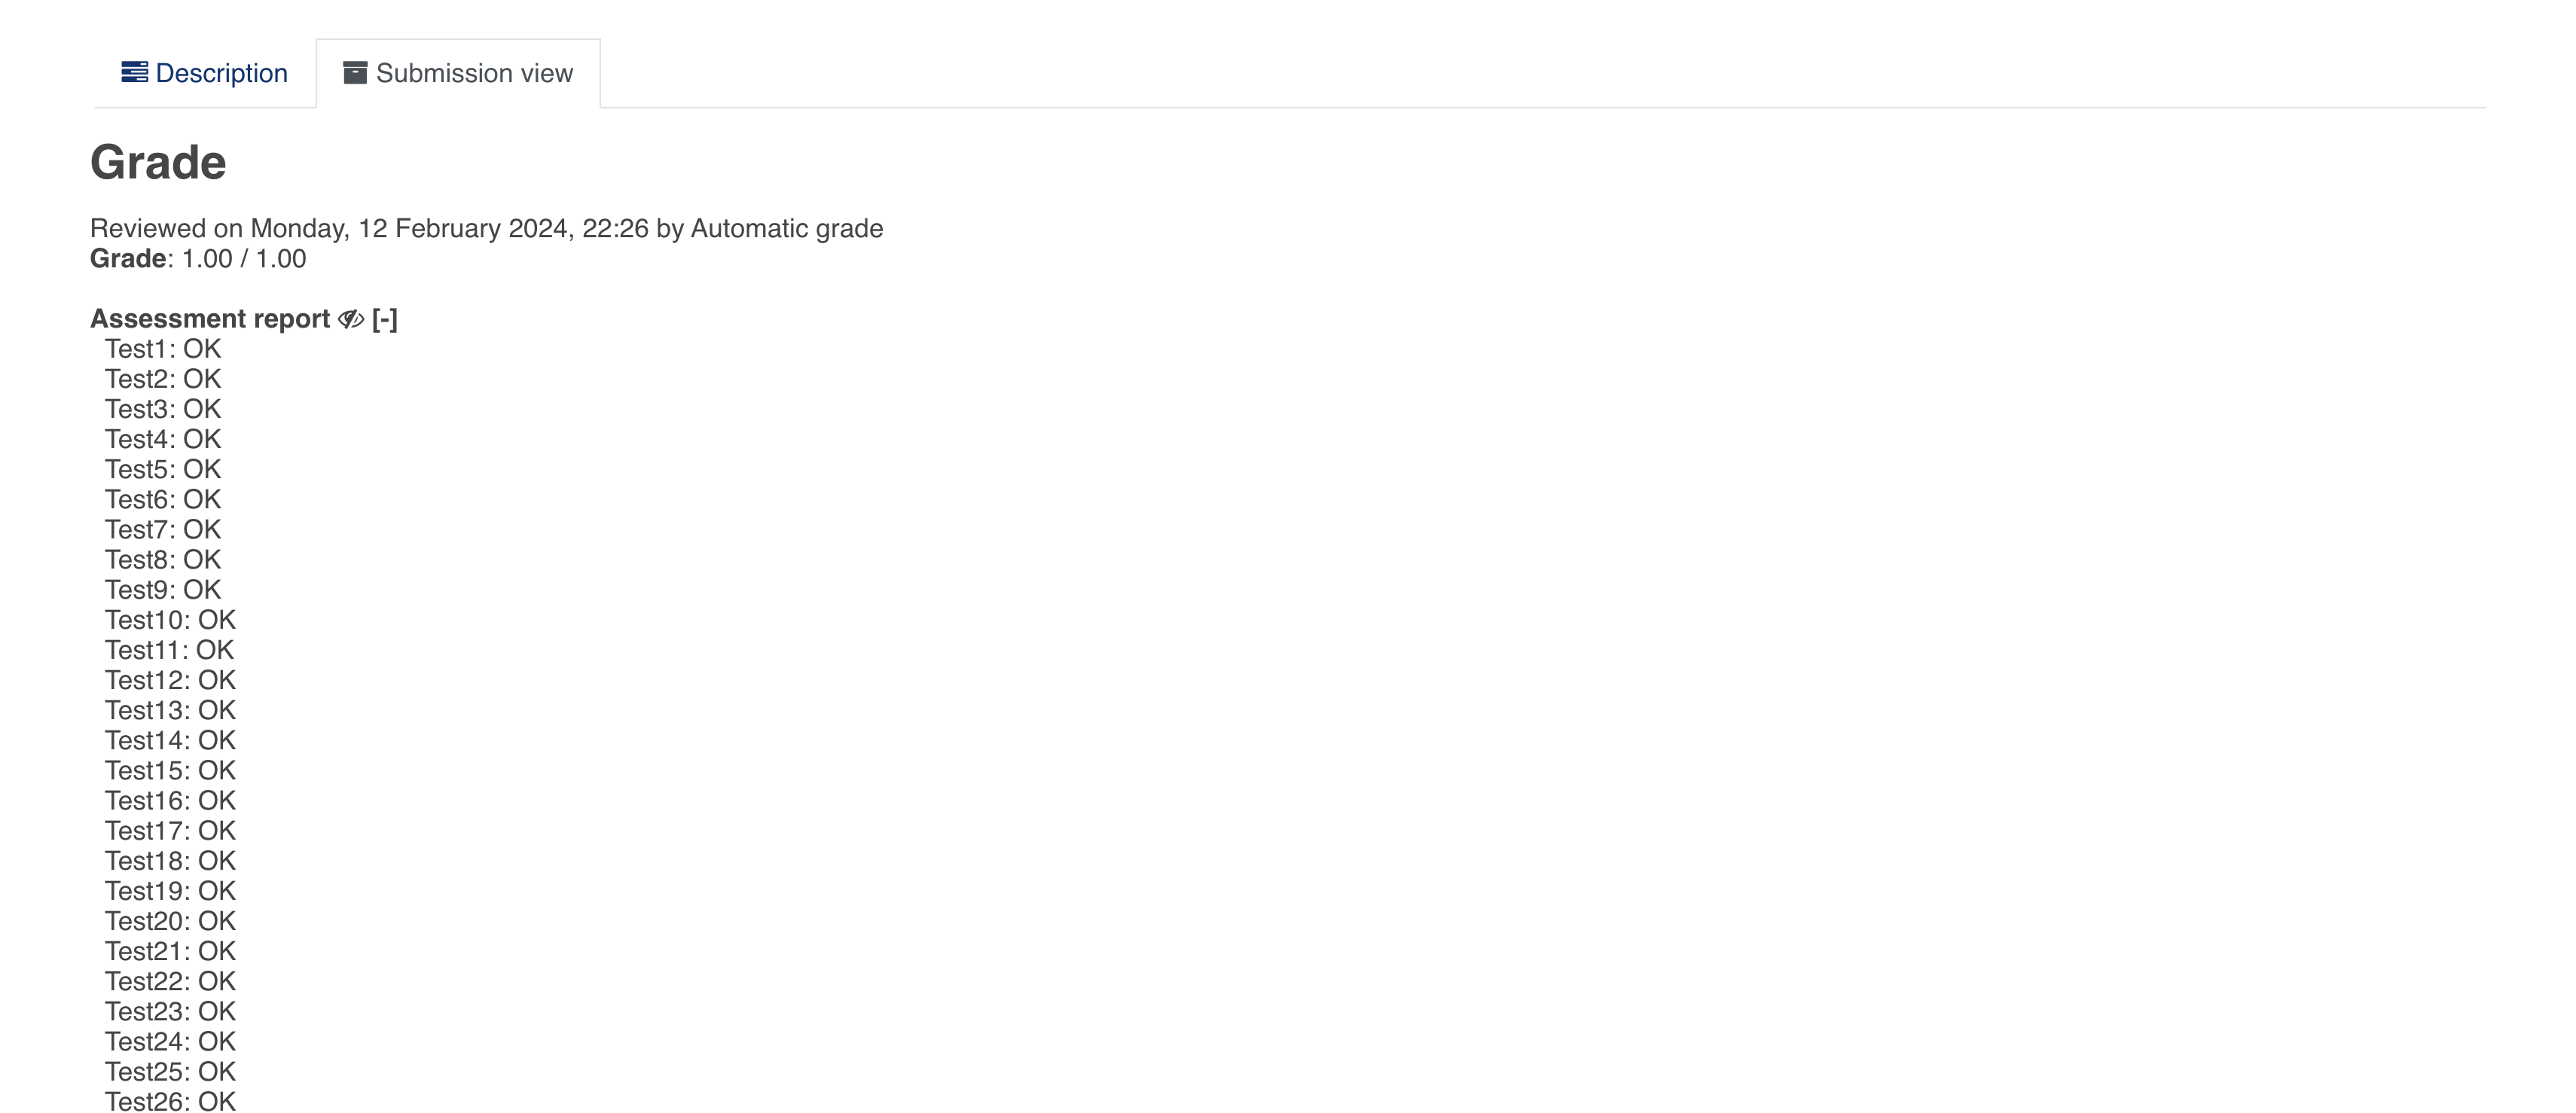 Description
Submission view
Grade
Reviewed on Monday, 12 February 2024, 22:26 by Automatic grade
Grade: 1.00 / 1.00
Assessment report [-]
Test1: OK
Test2: OK
Test3: OK
Test4: OK
Test5: OK
Test6: OK
Test7: OK
Test8: OK
Test9: OK
Test10: OK
Test11: OK
Test12: OK
Test13: OK
Test14: OK
Test15: OK
Test16: OK
Test17: OK
Test18: OK
Test19: OK
Test20: OK
Test21: OK
Test22: OK
Test23: OK
Test24: OK
Test25: OK
Test26: OK